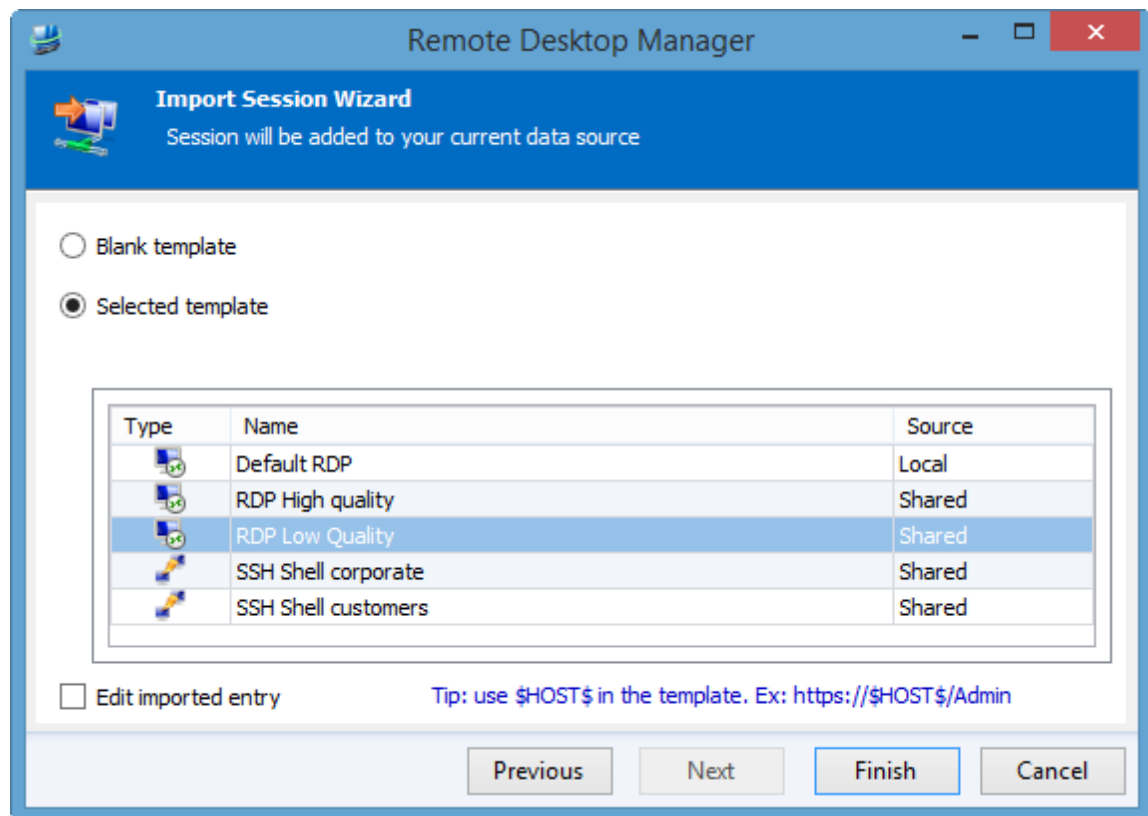 Remote Desktop Manager
Import Session Wizard
Session will be added to your current data source
Blank template
Selected template
Type Name Source
Default RDP Local
RDP High quality Shared
RDP Low Quality Shared
SSH Shell corporate Shared
SSH Shell customers Shared
Edit imported entry Tip: use $HOST$ in the template. Ex: https://$HOST$/Admin
Previous Next Finish Cancel